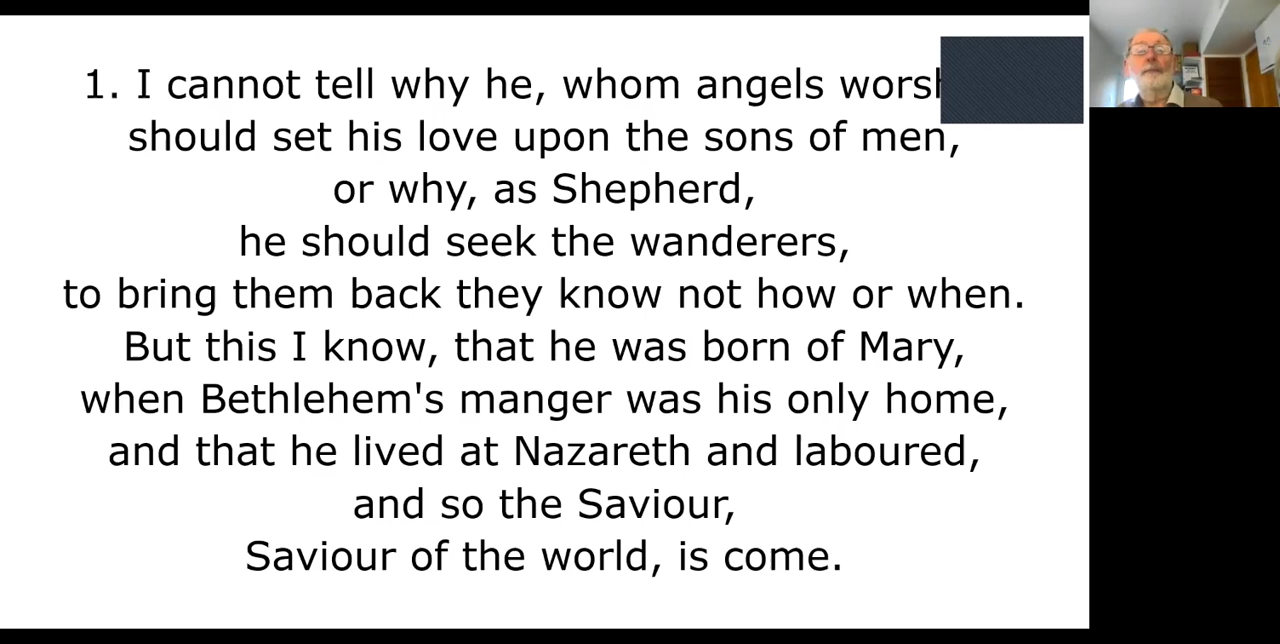 1. I cannot tell why he, whom angels
should set his love upon the sons of men,
or why, as Shepherd,
he should seek the wanderers,
to bring them back they know not how or when.
But this I know, that he was born of Mary,
when Bethlehem's manger was his only home,
and that he lived at Nazareth and laboured,
and so the Saviour,
Saviour of the world, is come.